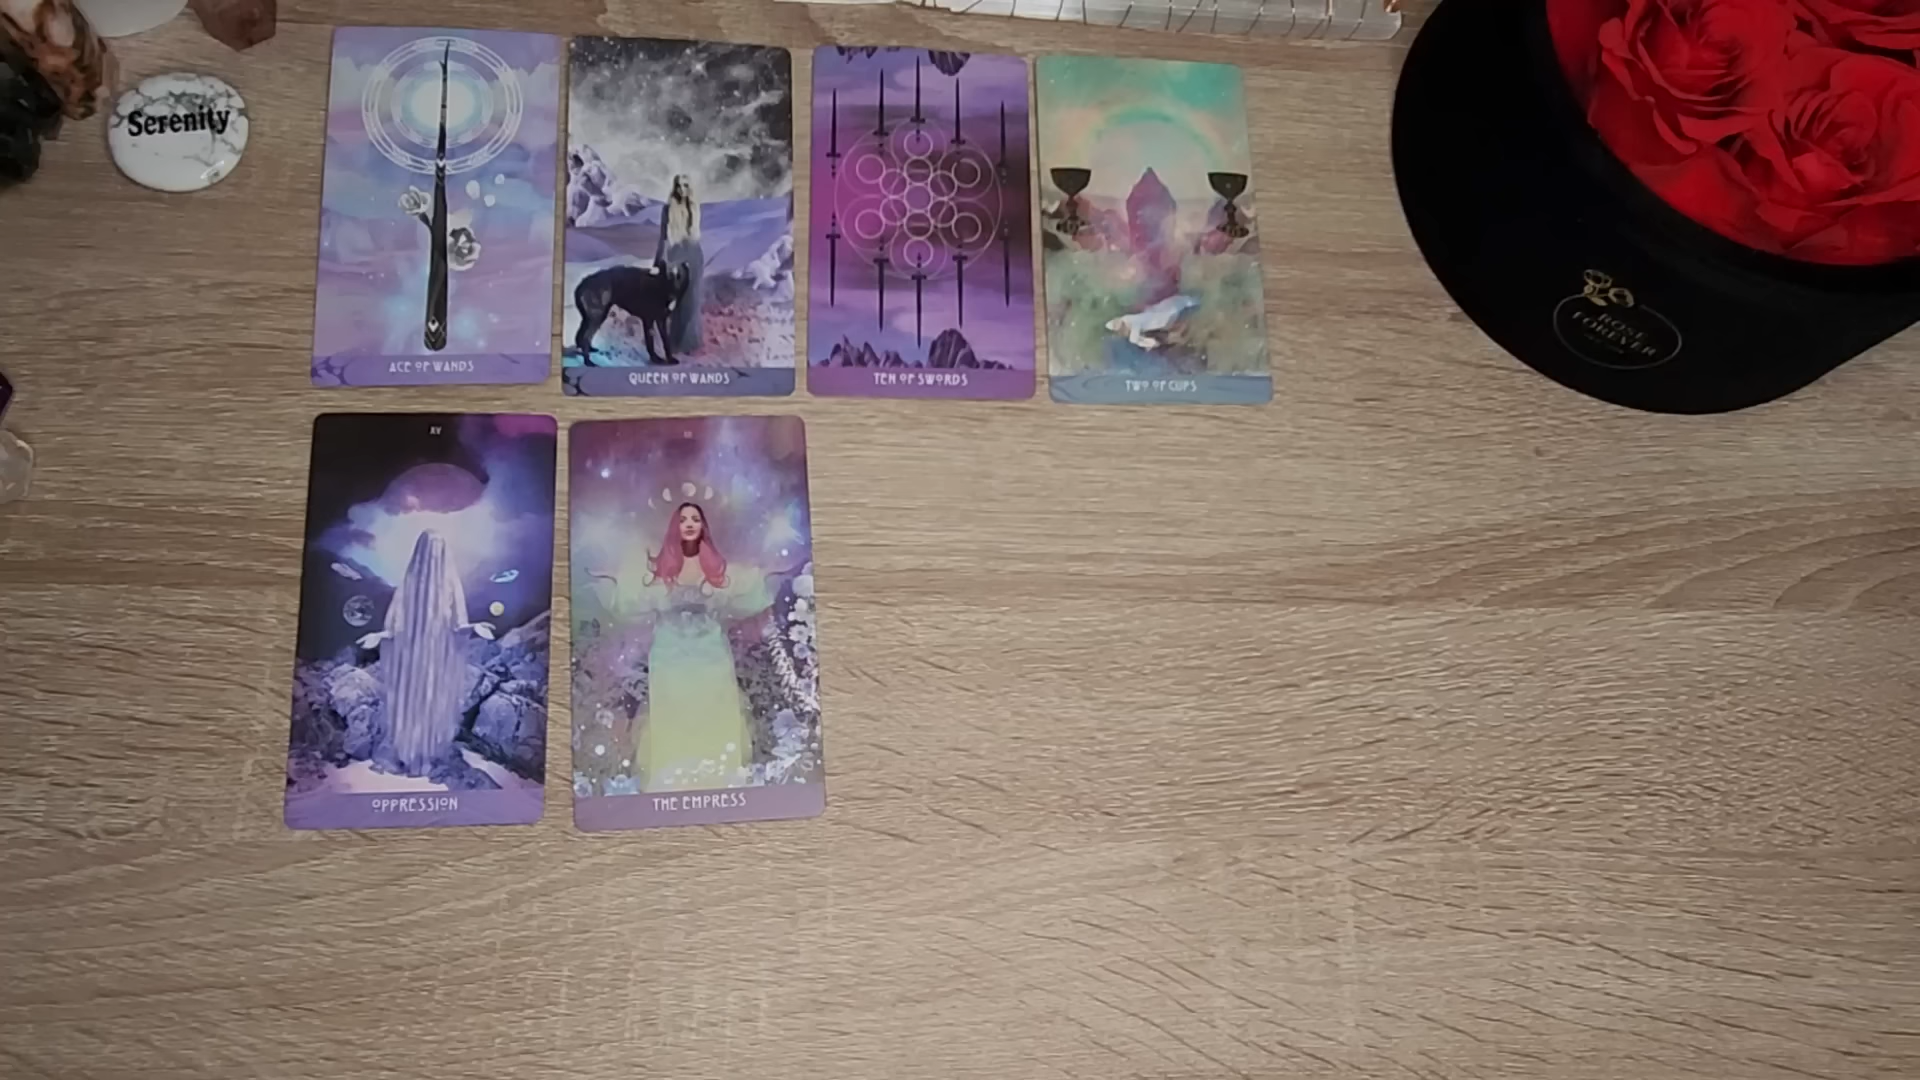 Serenity
ACE OF WANDS
QUEEN OF WANDS
TEN OF SWORDS
TWO OF CUPS
ROSE
FOREVER
XV
OPPRESSION
THE EMPRESS